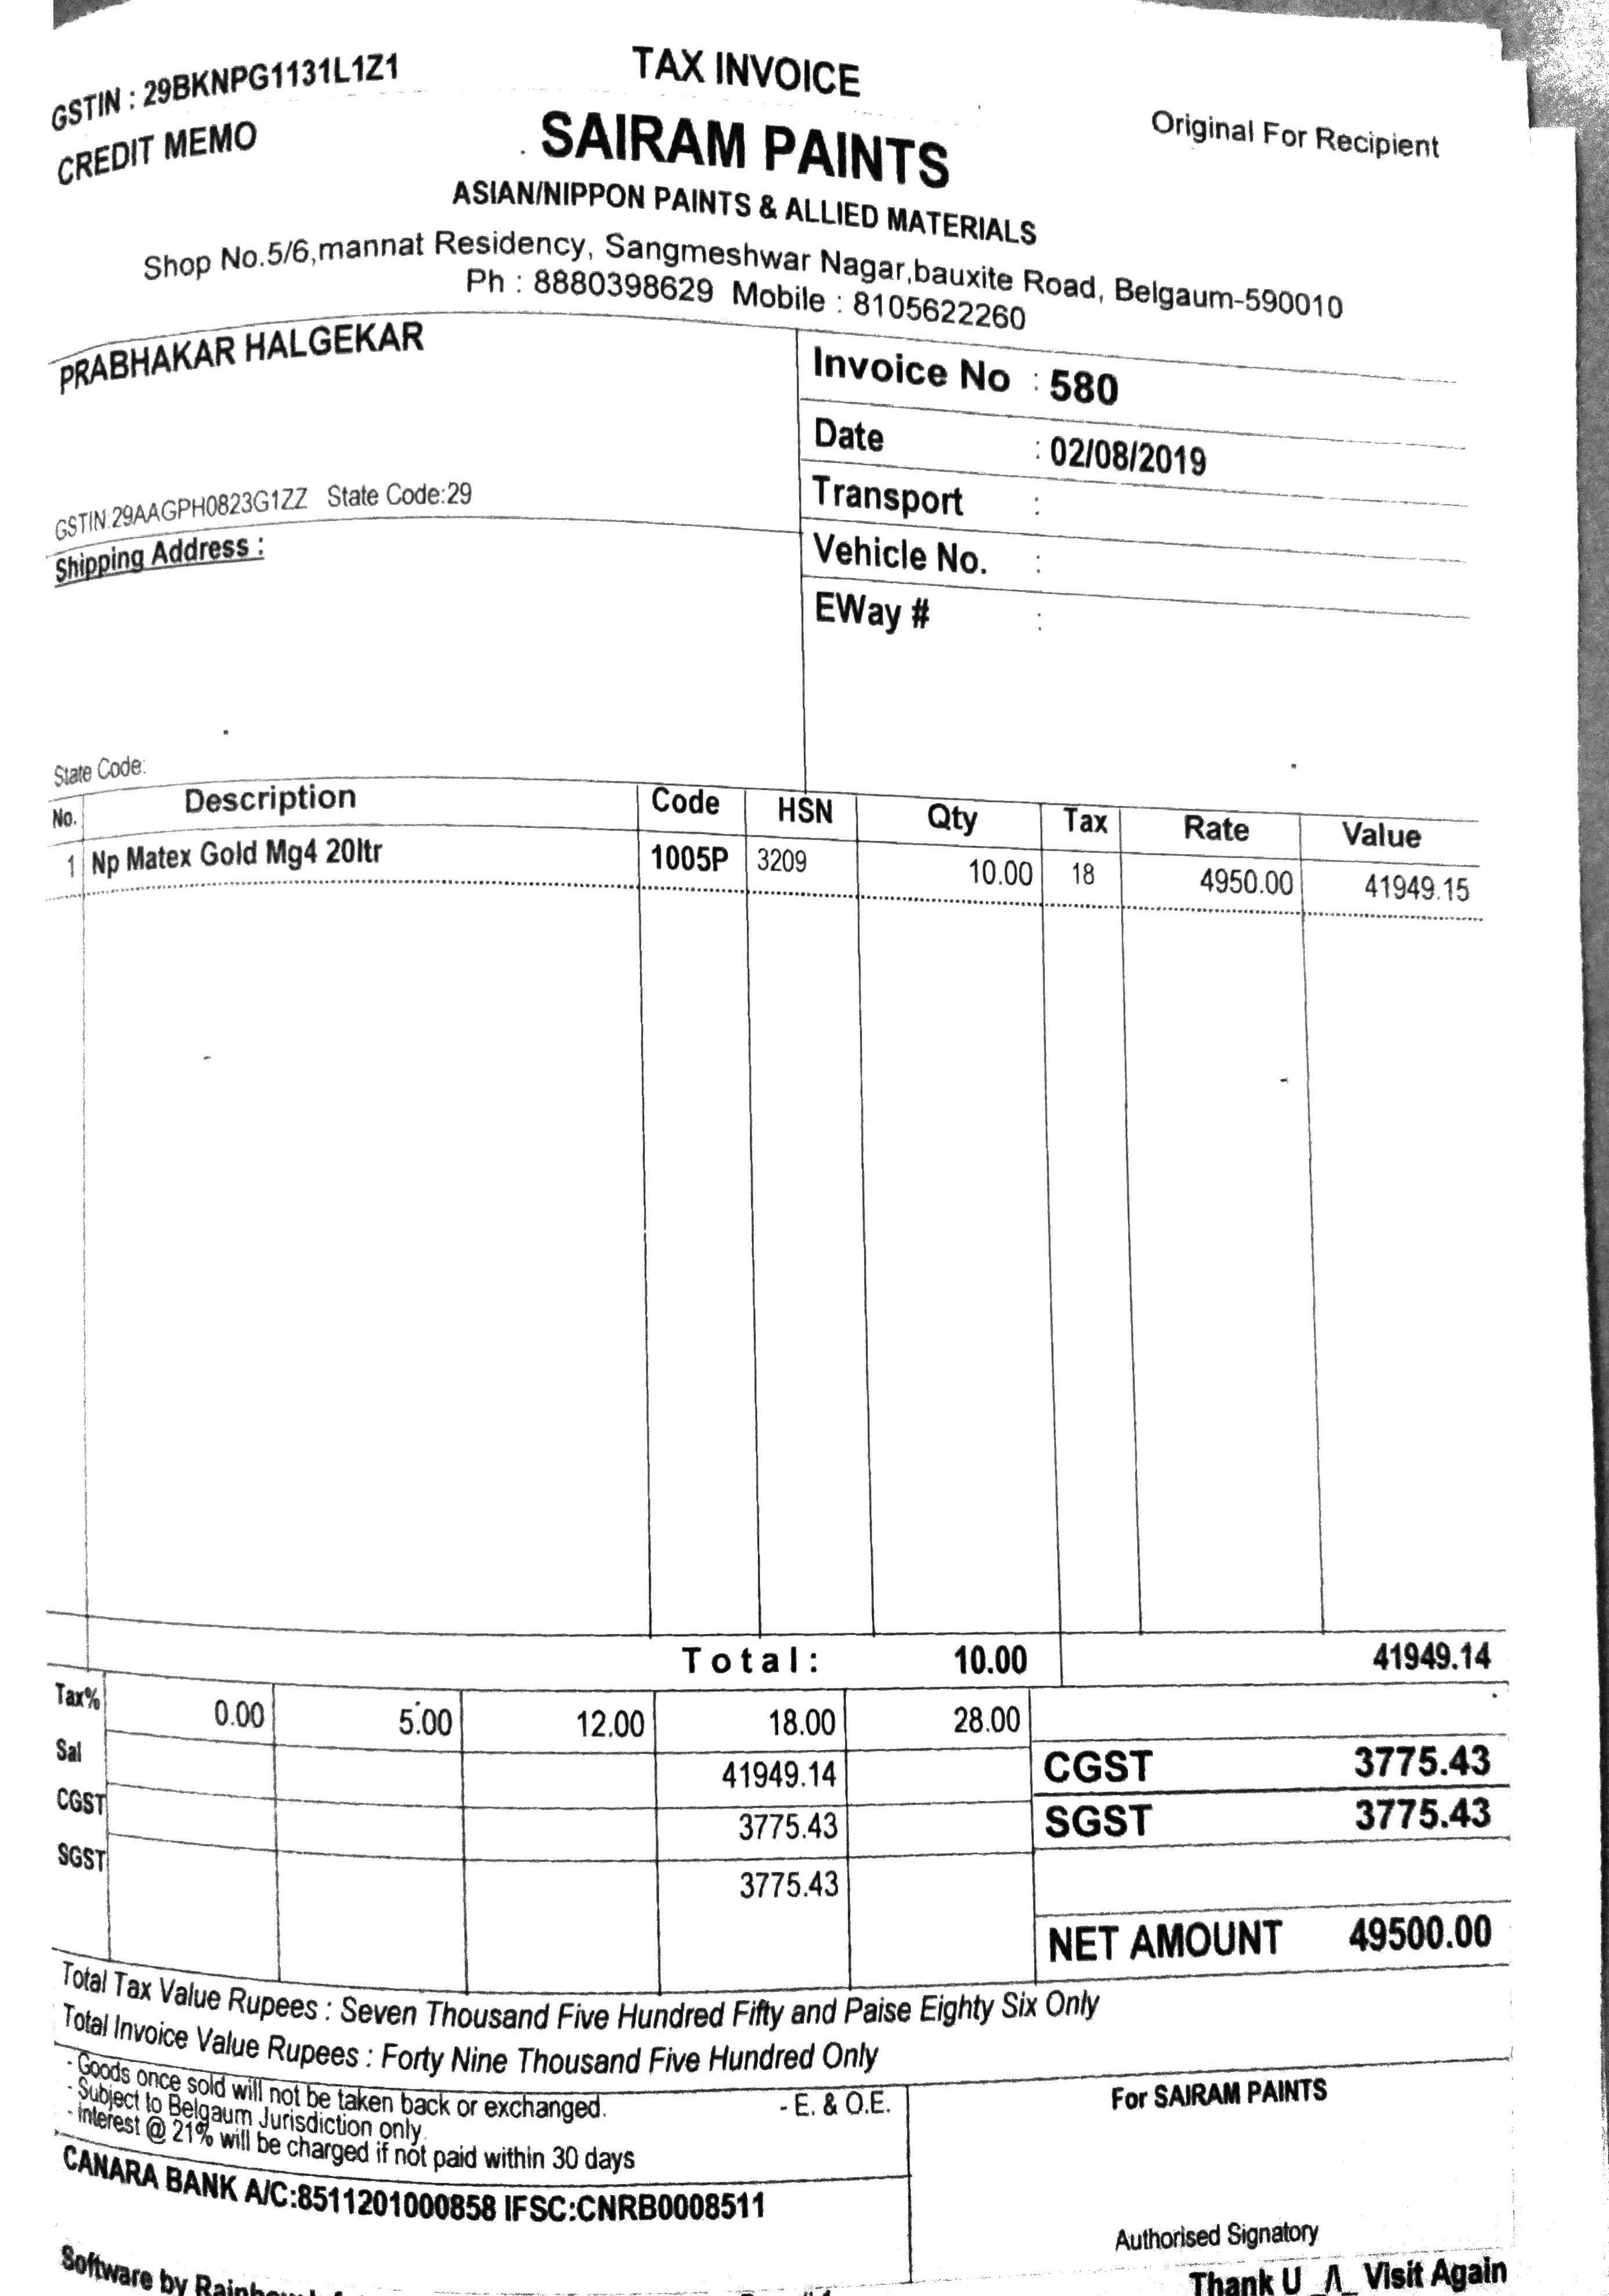 TAX INVOICE
GSTIN : 29BKNPG1131L1Z1
CREDIT MEMO
Original For Recipient
SAIRAM PAINTS
ASIAN/NIPPON PAINTS & ALLIED MATERIALS
Shop No.5/6,mannat Residency, Sangmeshwar Nagar,bauxite Road, Belgaum-590010
Ph : 8880398629 Mobile : 8105622260
PRABHAKAR HALGEKAR
GSTIN:29AAGPH0823G1ZZ State Code:29
Shipping Address :
State Code:
Invoice No : 580
Date : 02/08/2019
Transport :
Vehicle No. :
EWay # :
No. Description Code HSN Qty Tax Rate Value
1 Np Matex Gold Mg4 20ltr 1005P 3209 10.00 18 4950.00 41949.15
Total: 10.00 41949.14
Tax% 0.00 5.00 12.00 18.00 28.00
Sal 41949.14
CGST 3775.43
SGST 3775.43
CGST 3775.43
SGST 3775.43
NET AMOUNT 49500.00
Total Tax Value Rupees : Seven Thousand Five Hundred Fifty and Paise Eighty Six Only
Total Invoice Value Rupees : Forty Nine Thousand Five Hundred Only
- Goods once sold will not be taken back or exchanged. - E. & O.E.
- Subject to Belgaum Jurisdiction only.
- Interest @ 21% will be charged if not paid within 30 days
CANARA BANK A/C:8511201000858 IFSC:CNRB0008511
For SAIRAM PAINTS
Authorised Signatory
Software by
Thank U _/\_ Visit Again